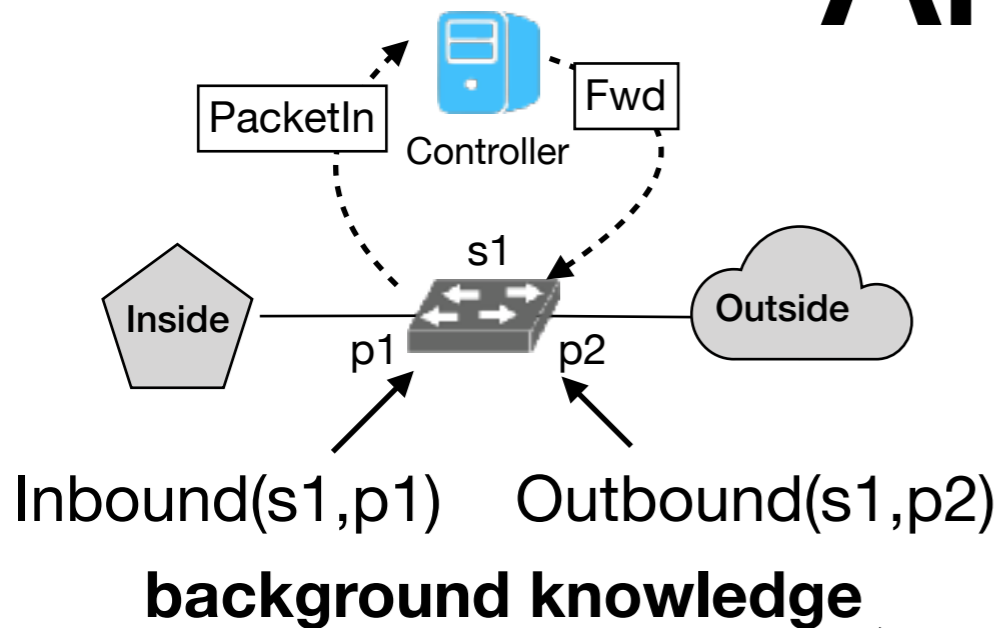 PacketIn
Fwd
Controller
s1
Inside
Outside
p1
p2
Inbound(s1,p1)
Outbound(s1,p2)
background knowledge